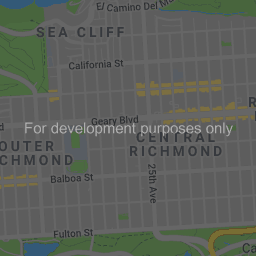 El Camino Del M
SEA CLIFF
California St
Geary Blvd
For development purposes only
OUTER
RICHMOND
CENTRAL
RICHMOND
R
25th Ave
Balboa St
Fulton St
Ca